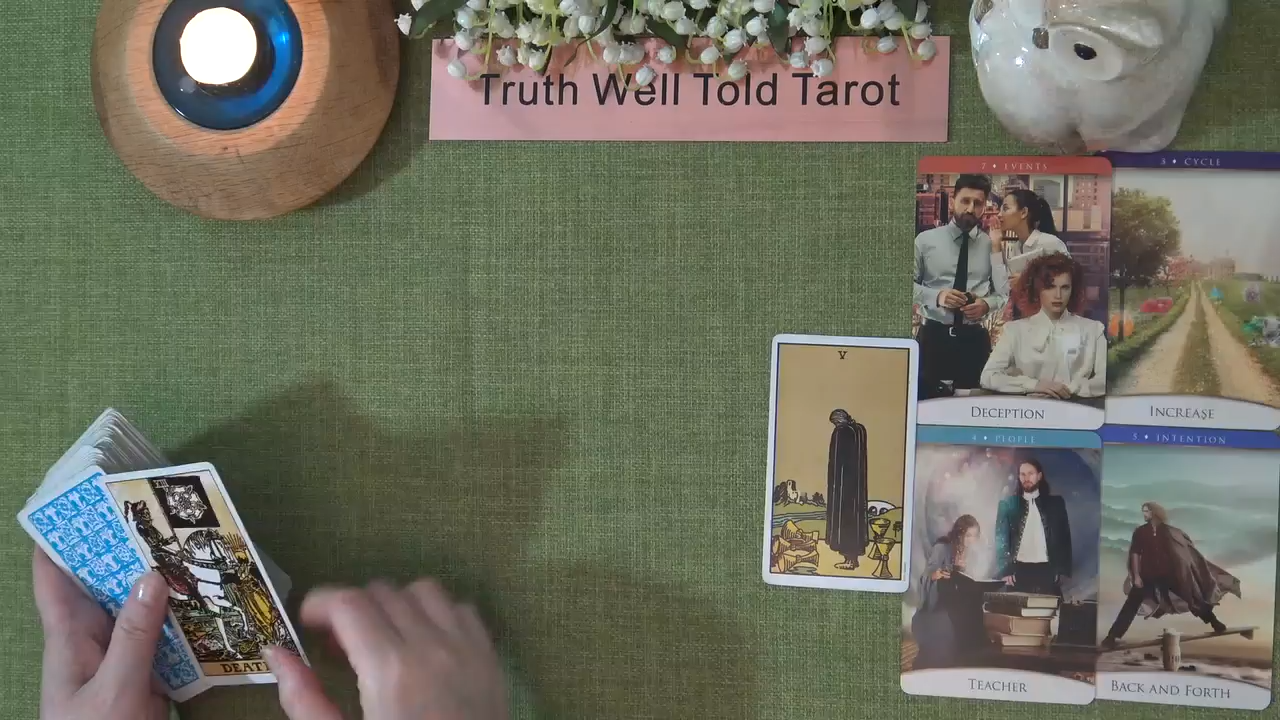 Truth Well Told Tarot
7 • EVENTS
8 • CYCLE
DECEPTION
INCREASE
V
4 • PEOPLE
5 • INTENTION
TEACHER
BACK AND FORTH
XIII
DEATH